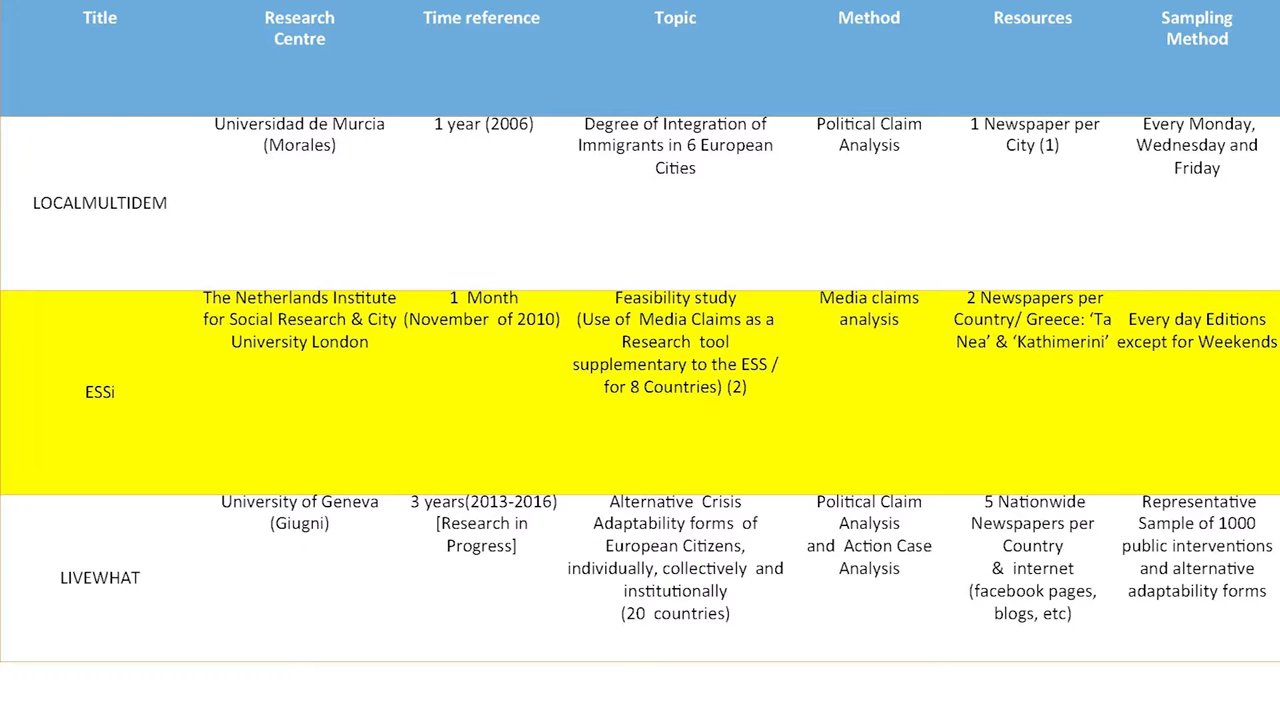 Title
Research
Centre
Time reference
Topic
Method
Resources
Sampling
Method
LOCALMULTIDEM
Universidad de Murcia
(Morales)
1 year (2006)
Degree of Integration of
Immigrants in 6 European
Cities
Political Claim
Analysis
1 Newspaper per
City (1)
Every Monday,
Wednesday and
Friday
ESSi
The Netherlands Institute
for Social Research & City
University London
1 Month
(November of 2010)
Feasibility study
(Use of Media Claims as a
Research tool
supplementary to the ESS /
for 8 Countries) (2)
Media claims
analysis
2 Newspapers per
Country/ Greece: ‘Ta
Nea’ & ‘Kathimerini’
Every day Editions
except for Weekends
LIVEWHAT
University of Geneva
(Giugni)
3 years(2013-2016)
[Research in
Progress]
Alternative Crisis
Adaptability forms of
European Citizens,
individually, collectively and
institutionally
(20 countries)
Political Claim
Analysis
and Action Case
Analysis
5 Nationwide
Newspapers per
Country
& internet
(facebook pages,
blogs, etc)
Representative
Sample of 1000
public interventions
and alternative
adaptability forms